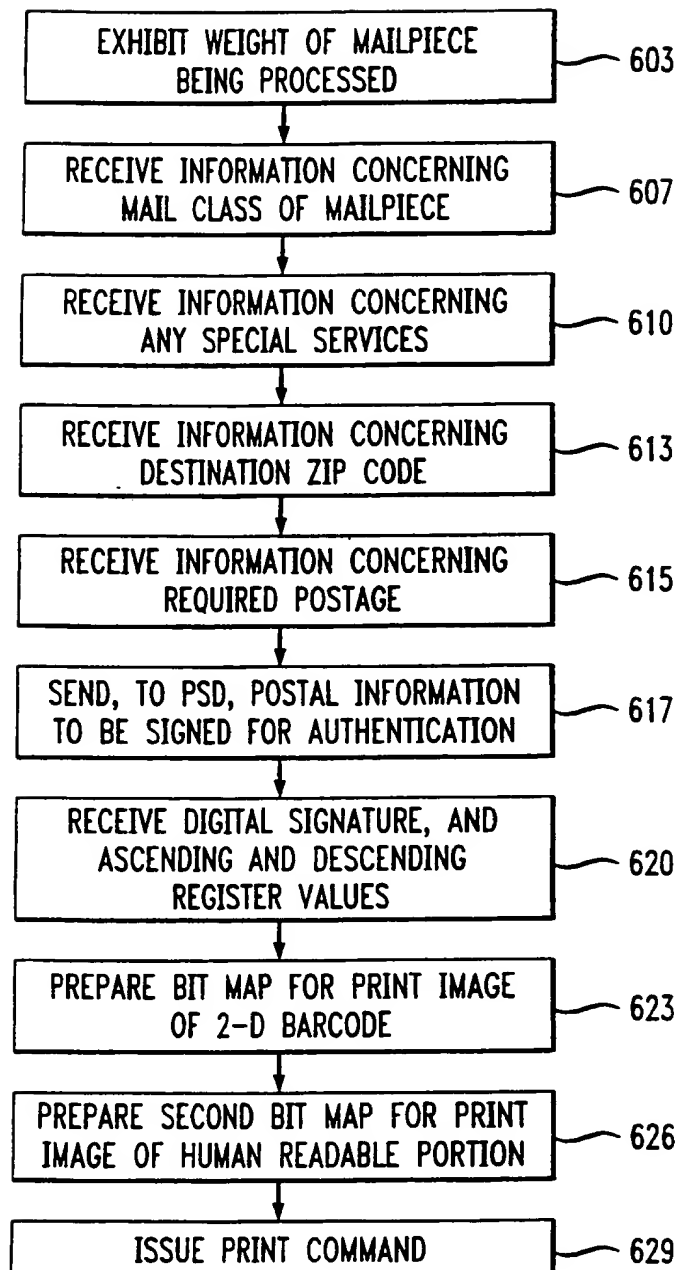 EXHIBIT WEIGHT OF MAILPIECE
BEING PROCESSED
603
RECEIVE INFORMATION CONCERNING
MAIL CLASS OF MAILPIECE
607
RECEIVE INFORMATION CONCERNING
ANY SPECIAL SERVICES
610
RECEIVE INFORMATION CONCERNING
DESTINATION ZIP CODE
613
RECEIVE INFORMATION CONCERNING
REQUIRED POSTAGE
615
SEND, TO PSD, POSTAL INFORMATION
TO BE SIGNED FOR AUTHENTICATION
617
RECEIVE DIGITAL SIGNATURE, AND
ASCENDING AND DESCENDING
REGISTER VALUES
620
PREPARE BIT MAP FOR PRINT IMAGE
OF 2-D BARCODE
623
PREPARE SECOND BIT MAP FOR PRINT
IMAGE OF HUMAN READABLE PORTION
626
ISSUE PRINT COMMAND
629